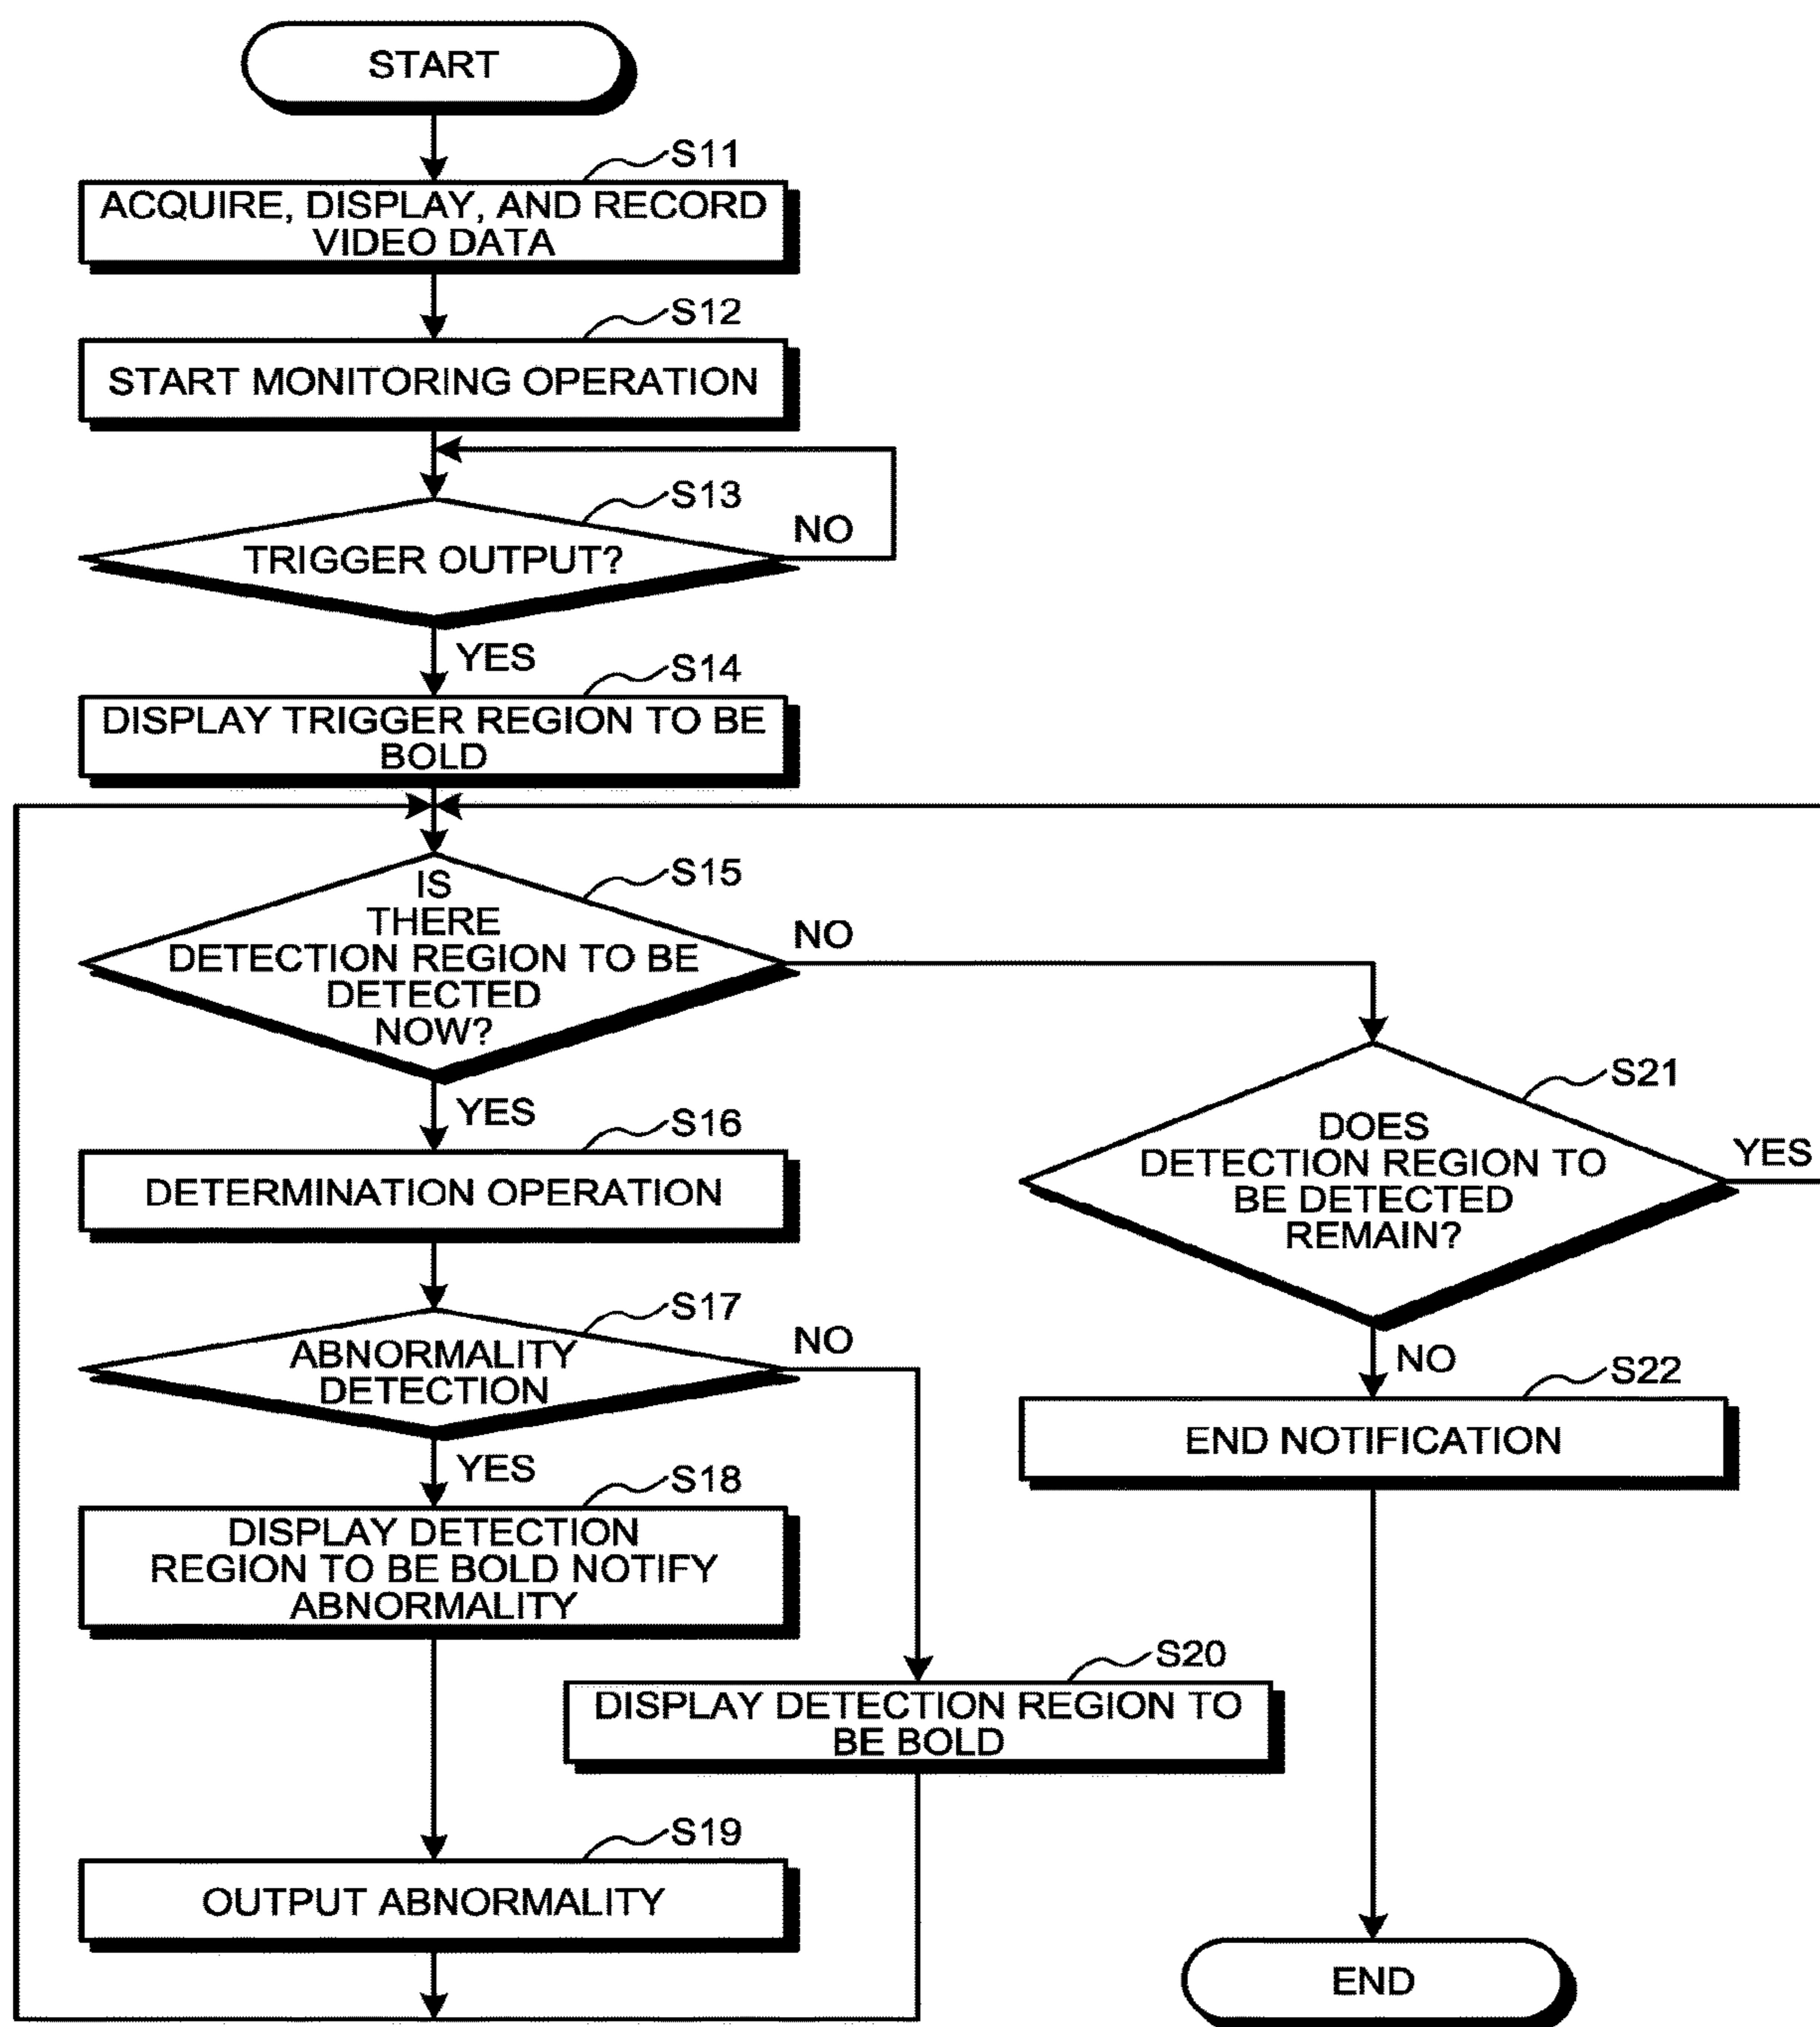 START
S11
ACQUIRE, DISPLAY, AND RECORD
VIDEO DATA
S12
START MONITORING OPERATION
S13
TRIGGER OUTPUT?
NO
YES
S14
DISPLAY TRIGGER REGION TO BE
BOLD
S15
IS
THERE
DETECTION REGION TO BE
DETECTED
NOW?
NO
YES
S16
DETERMINATION OPERATION
S17
ABNORMALITY
DETECTION
NO
YES
S18
DISPLAY DETECTION
REGION TO BE BOLD NOTIFY
ABNORMALITY
S19
OUTPUT ABNORMALITY
S20
DISPLAY DETECTION REGION TO
BE BOLD
S21
DOES
DETECTION REGION TO
BE DETECTED
REMAIN?
YES
NO
S22
END NOTIFICATION
END